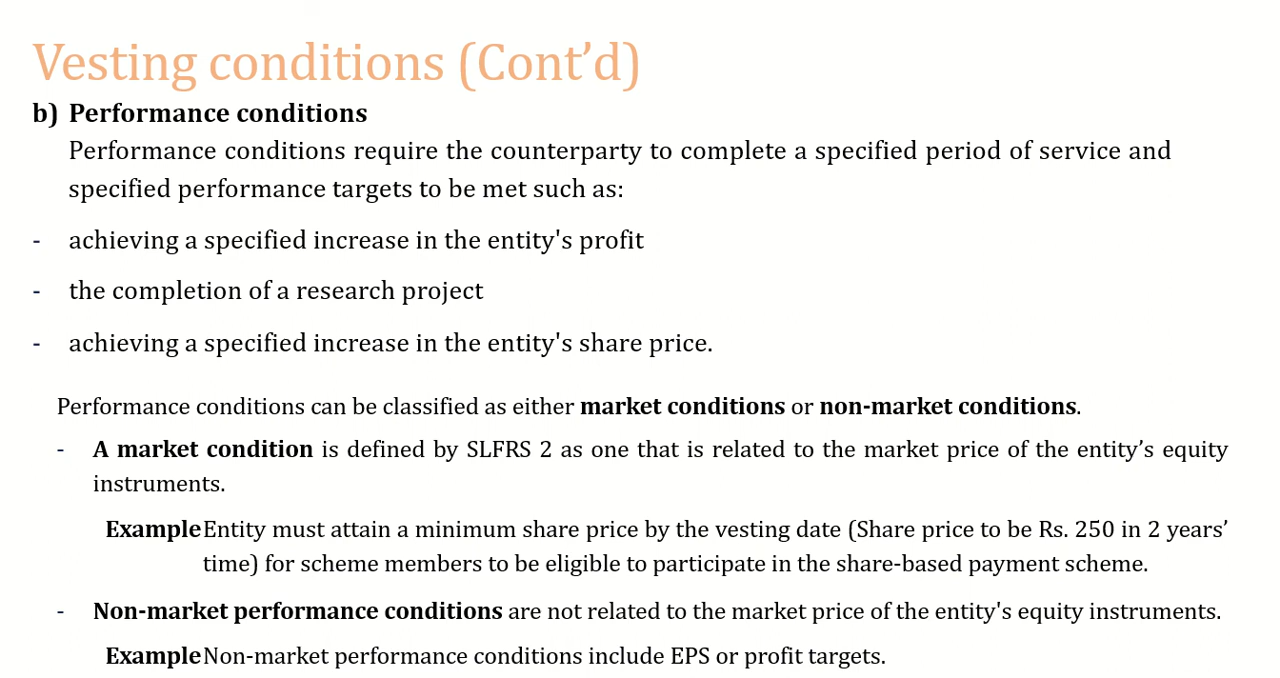 Vesting conditions (Cont’d)
b) Performance conditions
Performance conditions require the counterparty to complete a specified period of service and
specified performance targets to be met such as:
- achieving a specified increase in the entity's profit
- the completion of a research project
- achieving a specified increase in the entity's share price.
Performance conditions can be classified as either market conditions or non-market conditions.
- A market condition is defined by SLFRS 2 as one that is related to the market price of the entity’s equity
instruments.
Example Entity must attain a minimum share price by the vesting date (Share price to be Rs. 250 in 2 years’
time) for scheme members to be eligible to participate in the share-based payment scheme.
- Non-market performance conditions are not related to the market price of the entity's equity instruments.
Example Non-market performance conditions include EPS or profit targets.